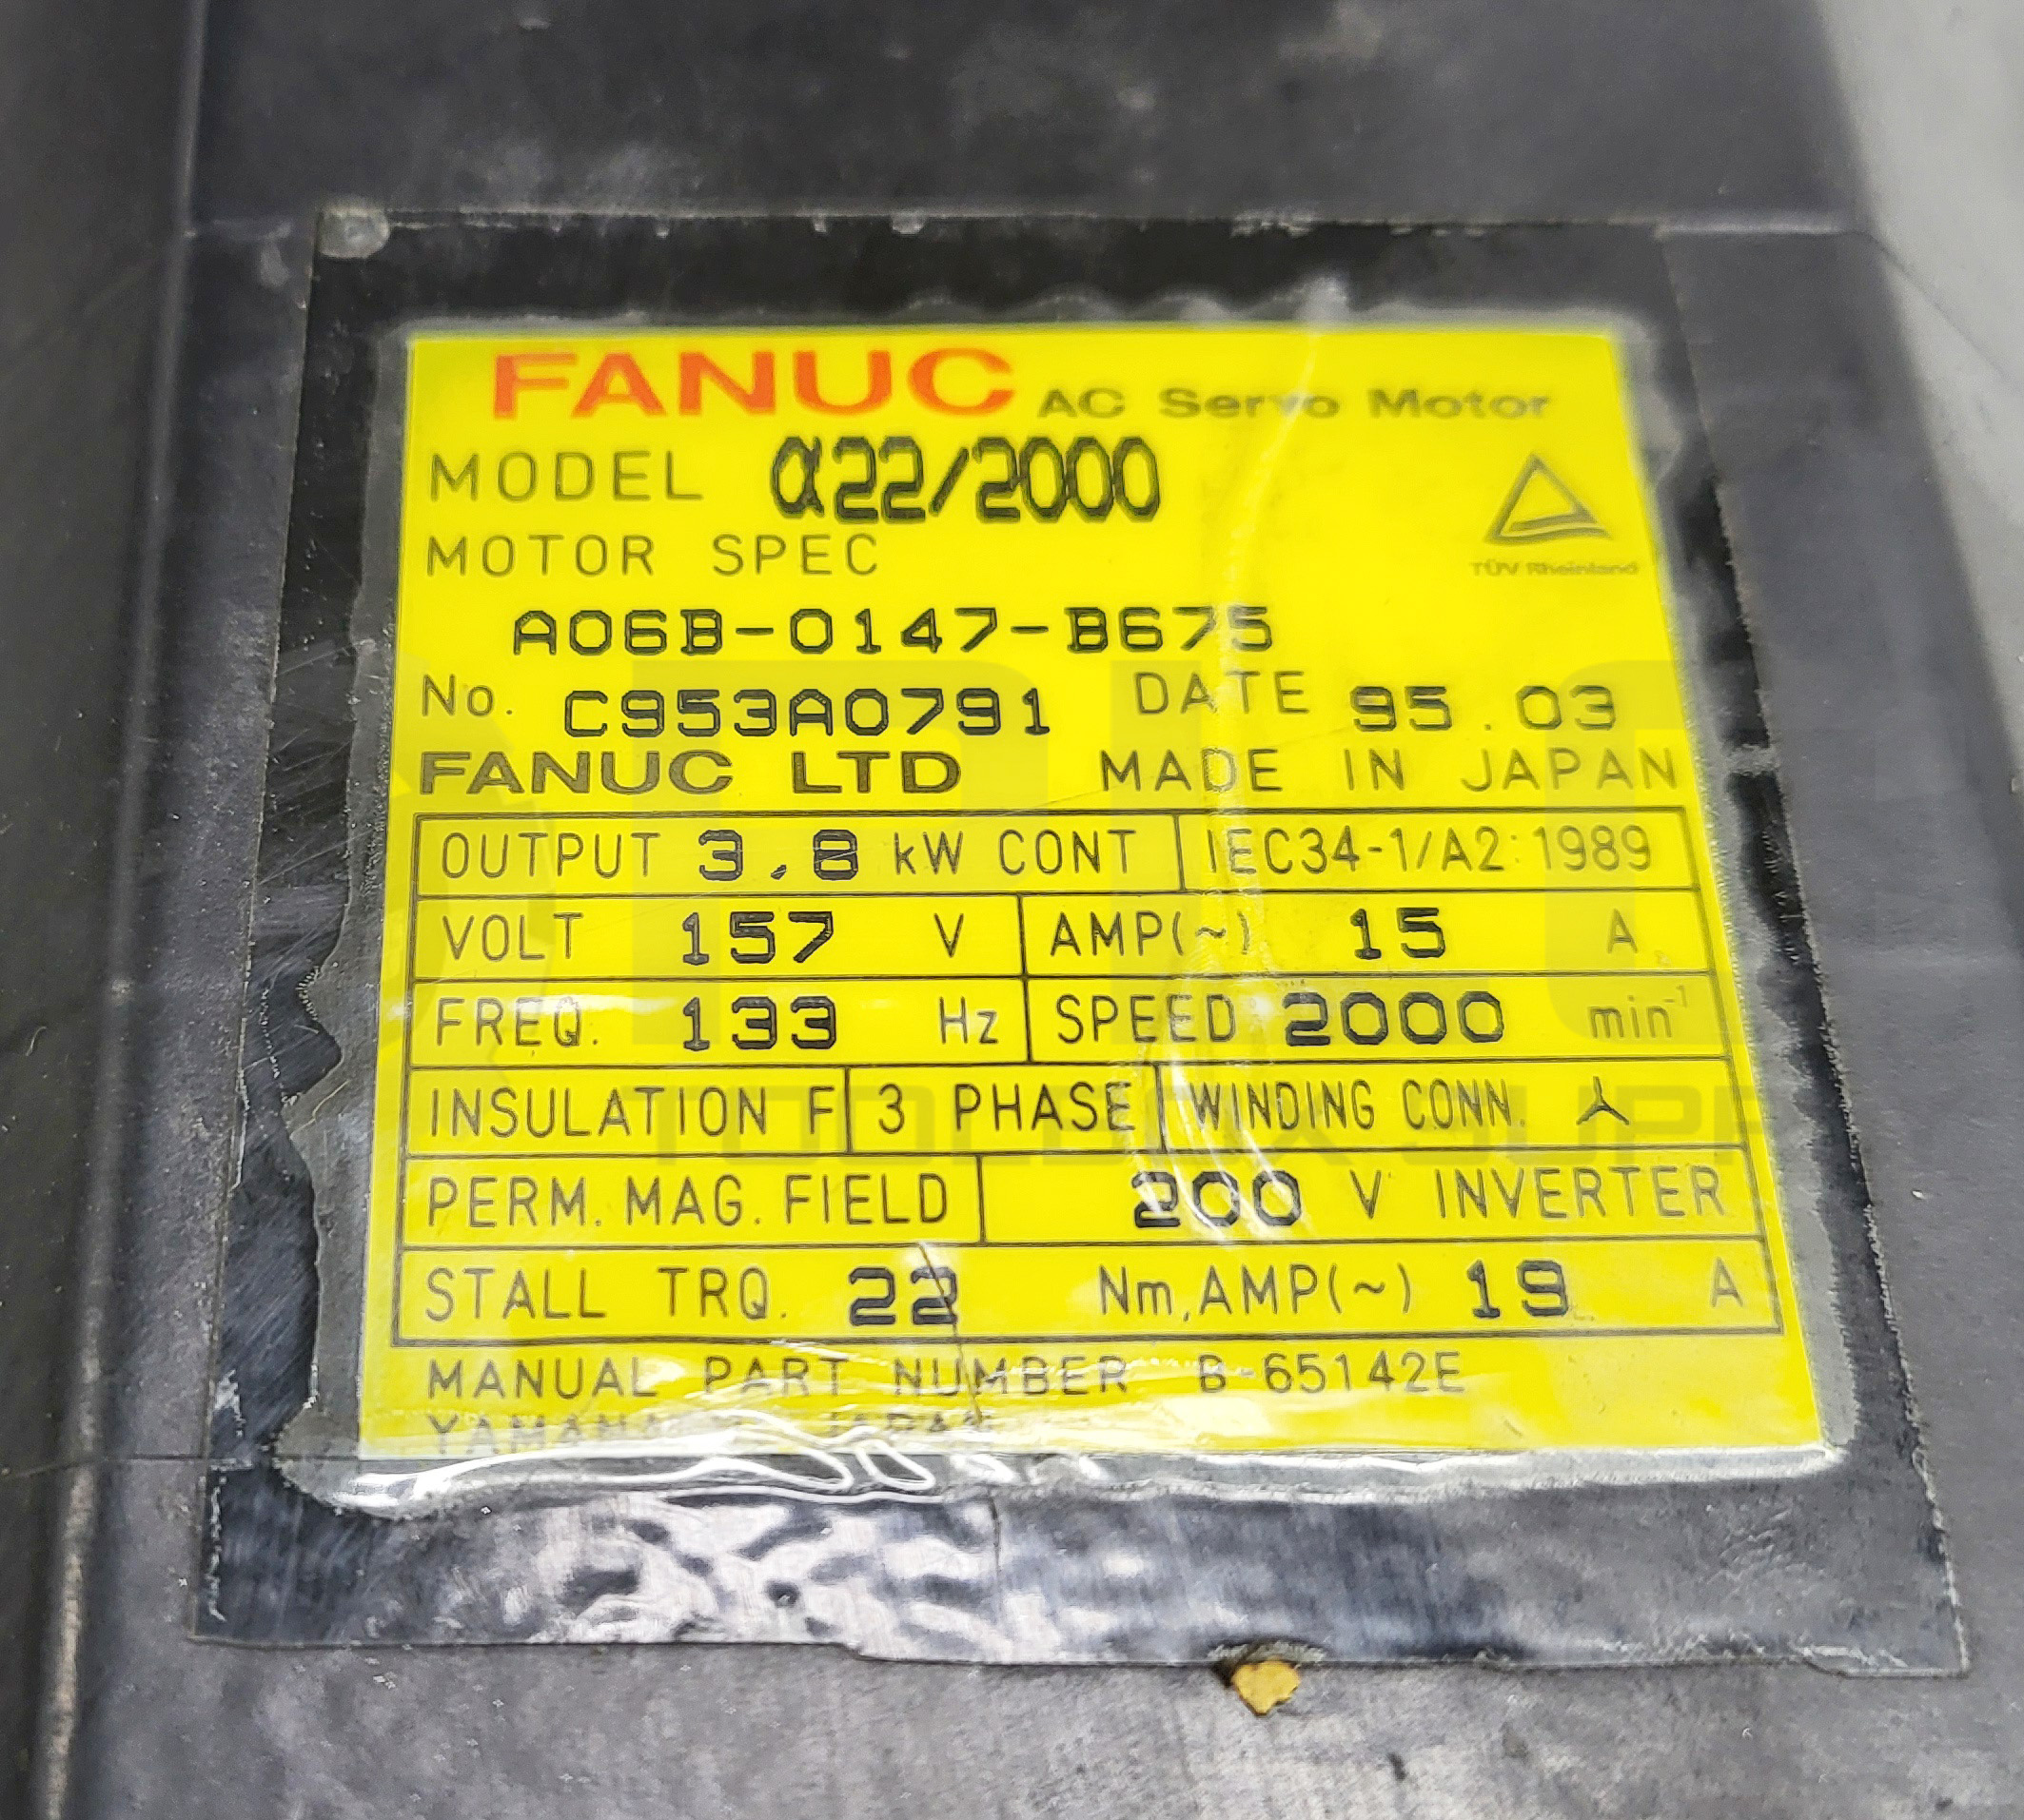 FANUC AC Servo Motor
MODEL α22/2000
TÜV Rheinland
MOTOR SPEC
A06B-0147-B675
No. C953A0791 DATE 95.03
FANUC LTD MADE IN JAPAN
OUTPUT 3.8 kW CONT IEC34-1/A2:1989
VOLT 157 V AMP(~) 15 A
FREQ. 133 Hz SPEED 2000 min⁻¹
INSULATION F 3 PHASE WINDING CONN.
PERM. MAG. FIELD 200 V INVERTER
STALL TRQ. 22 Nm, AMP(~) 19 A
MANUAL PART NUMBER B-65142E